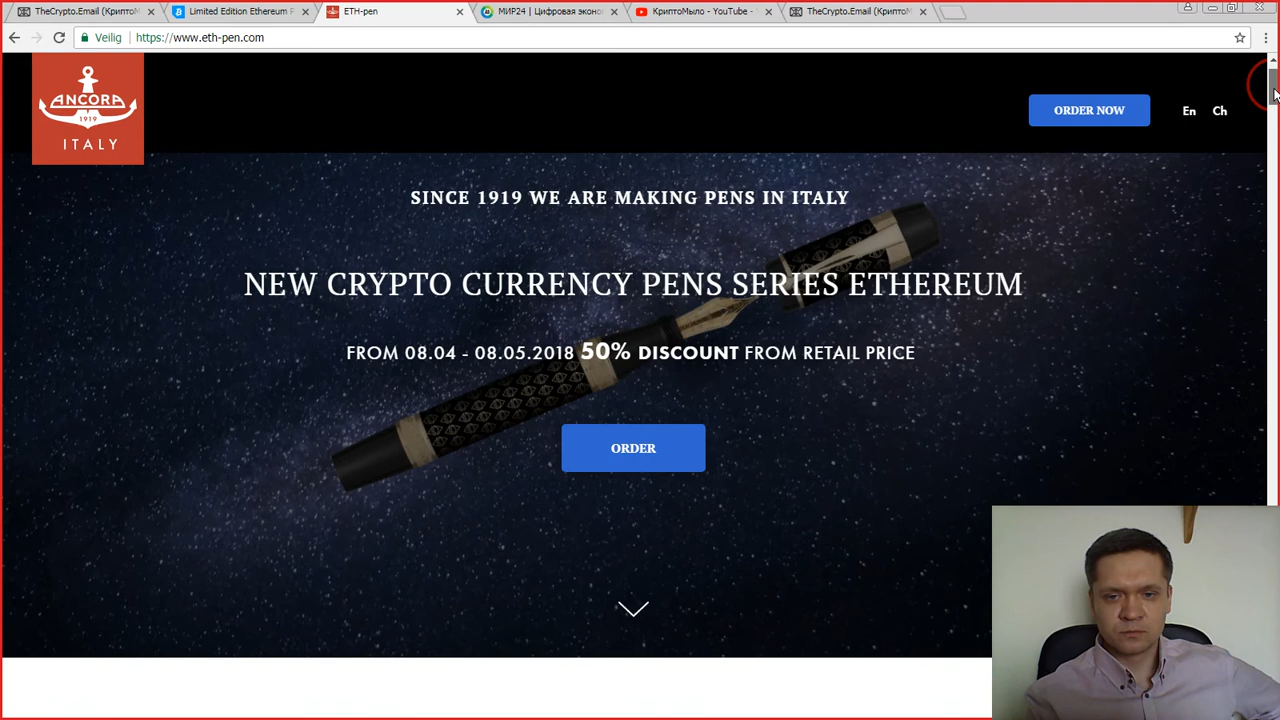 TheCrypto.Email (КриптоМ
Limited Edition Ethereum P
ETH-pen
МИР24 | Цифровая эконо
КриптоМыло - YouTube -
TheCrypto.Email (КриптоМ
Veilig
https://www.eth-pen.com
ANCORA
1919
ITALY
ORDER NOW
En
Ch
SINCE 1919 WE ARE MAKING PENS IN ITALY
NEW CRYPTO CURRENCY PENS SERIES ETHEREUM
FROM 08.04 - 08.05.2018 50% DISCOUNT FROM RETAIL PRICE
ORDER